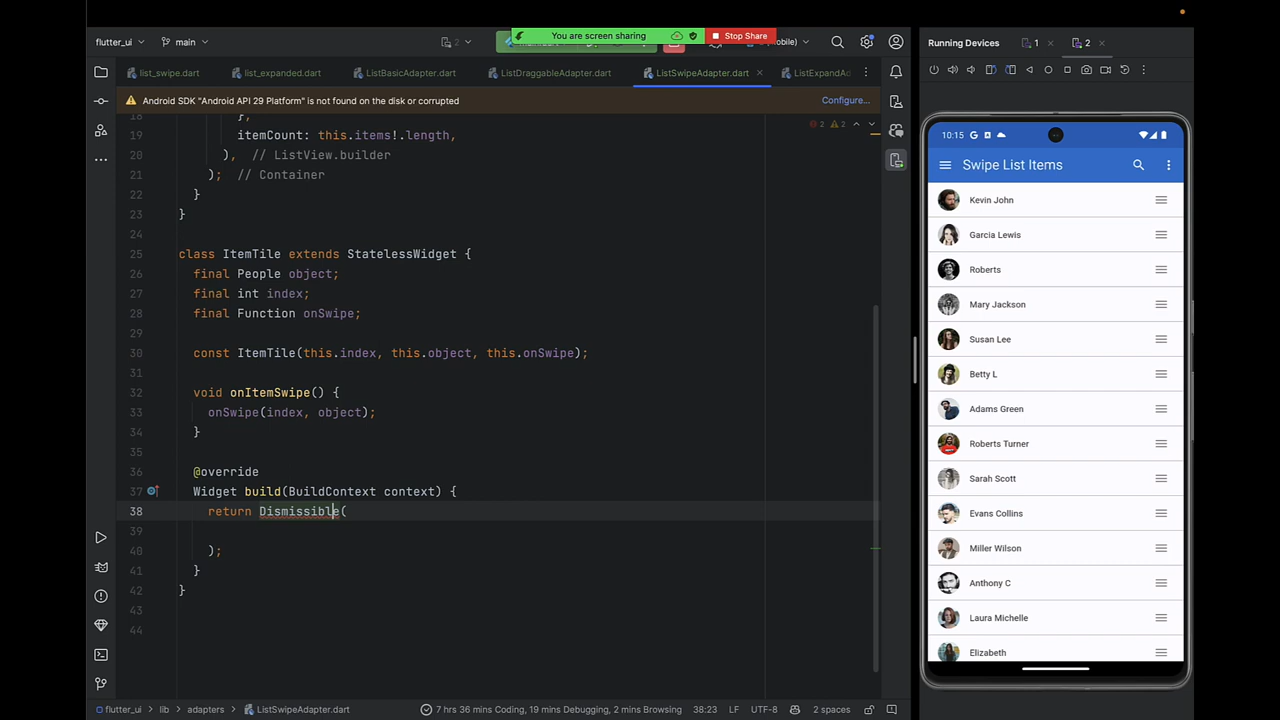 You are screen sharing
Stop Share
flutter_ui
main
2
Running Devices
1
2
list_swipe.dart
list_expanded.dart
ListBasicAdapter.dart
ListDraggableAdapter.dart
ListSwipeAdapter.dart
ListExpandAd
Android SDK "Android API 29 Platform" is not found on the disk or corrupted
Configure...
2
2
18
},
19 itemCount: this.items!.length,
20 ), // ListView.builder
21 ); // Container
22 }
23 }
24
25 class ItemTile extends StatelessWidget {
26 final People object;
27 final int index;
28 final Function onSwipe;
29
30 const ItemTile(this.index, this.object, this.onSwipe);
31
32 void onItemSwipe() {
33 onSwipe(index, object);
34 }
35
36 @override
37 Widget build(BuildContext context) {
38 return Dismissible(
39
40 );
41 }
42 }
43
44
flutter_ui > lib > adapters > ListSwipeAdapter.dart
7 hrs 36 mins Coding, 19 mins Debugging, 2 mins Browsing
38:23
LF
UTF-8
2 spaces
10:15
Swipe List Items
Kevin John
Garcia Lewis
Roberts
Mary Jackson
Susan Lee
Betty L
Adams Green
Roberts Turner
Sarah Scott
Evans Collins
Miller Wilson
Anthony C
Laura Michelle
Elizabeth